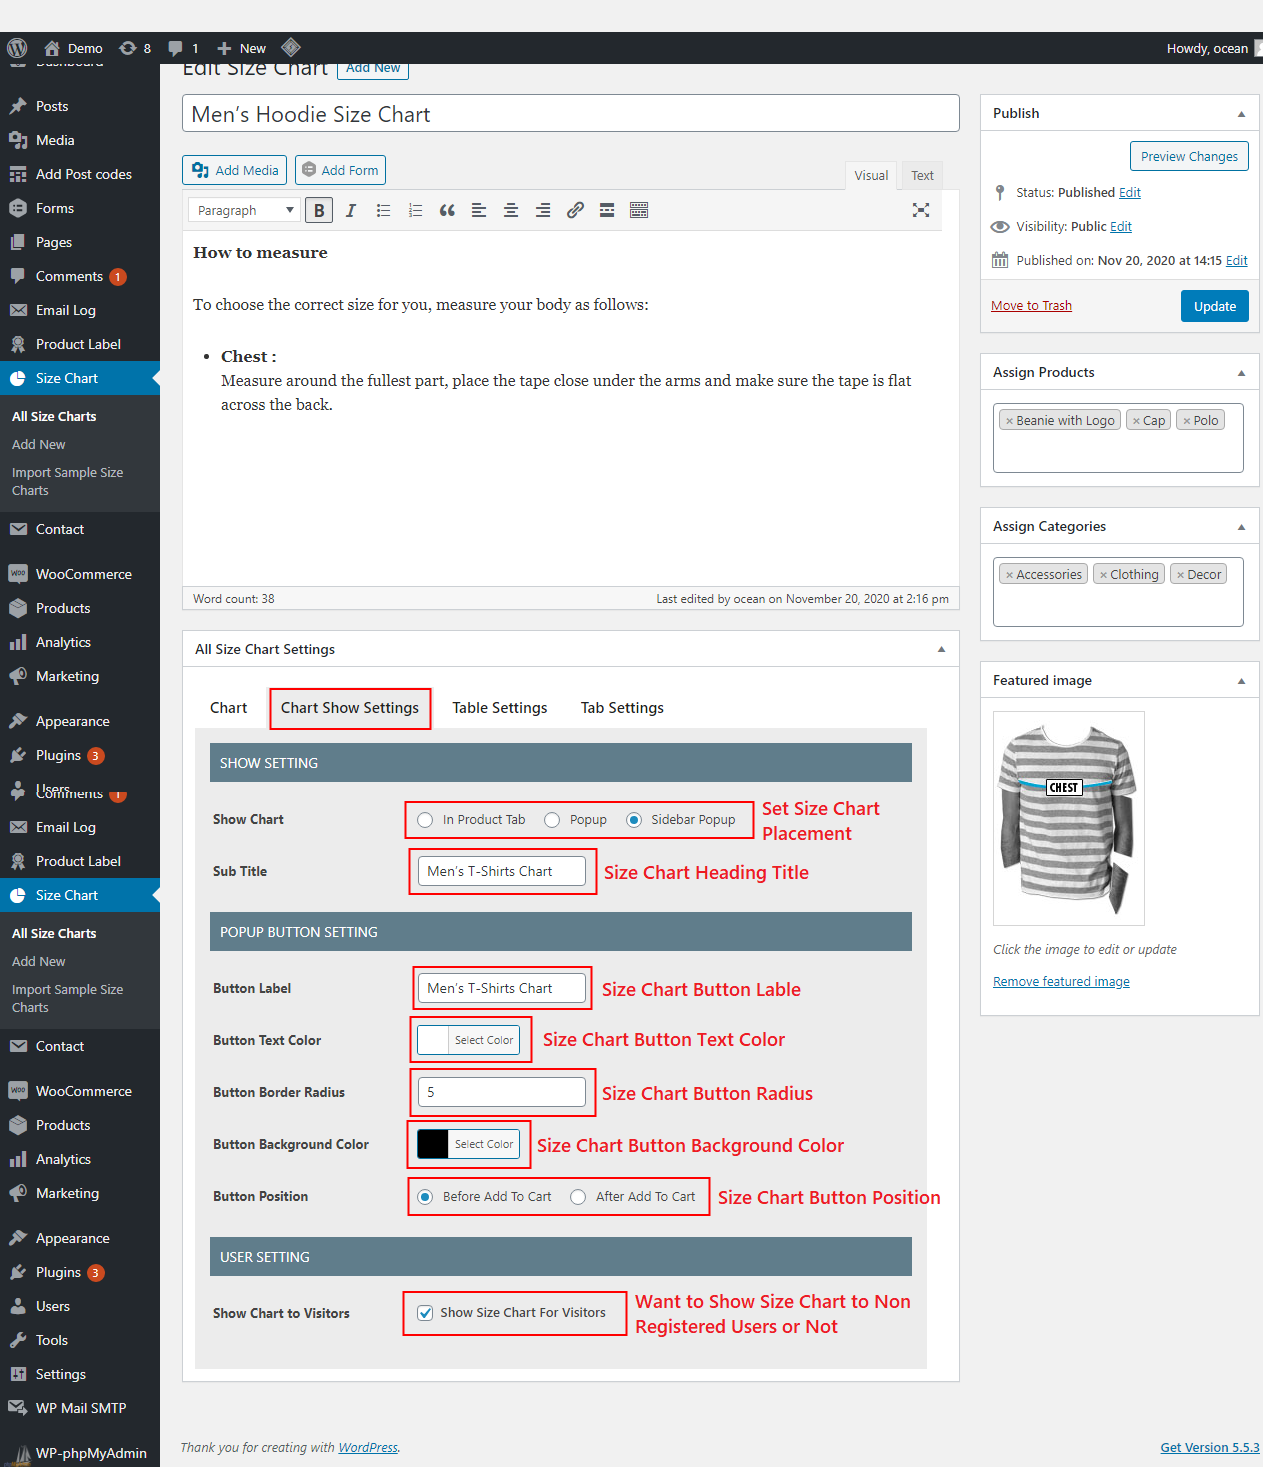 Demo
8
1
New
Howdy, ocean
Dashboard
Posts
Media
Add Post codes
Forms
Pages
Comments 1
Email Log
Product Label
Size Chart
All Size Charts
Add New
Import Sample Size
Charts
Contact
WooCommerce
Products
Analytics
Marketing
Appearance
Plugins 3
Users
Comments 1
Email Log
Product Label
Size Chart
All Size Charts
Add New
Import Sample Size
Charts
Contact
WooCommerce
Products
Analytics
Marketing
Appearance
Plugins 3
Users
Tools
Settings
WP Mail SMTP
WP-phpMyAdmin
Edit Size Chart
Add New
Men’s Hoodie Size Chart
Add Media
Add Form
Visual
Text
Paragraph
B
I
How to measure
To choose the correct size for you, measure your body as follows:
Chest :
Measure around the fullest part, place the tape close under the arms and make sure the tape is flat
across the back.
Word count: 38
Last edited by ocean on November 20, 2020 at 2:16 pm
All Size Chart Settings
Chart
Chart Show Settings
Table Settings
Tab Settings
SHOW SETTING
Show Chart
In Product Tab
Popup
Sidebar Popup
Set Size Chart
Placement
Sub Title
Men’s T-Shirts Chart
Size Chart Heading Title
POPUP BUTTON SETTING
Button Label
Men’s T-Shirts Chart
Size Chart Button Lable
Button Text Color
Select Color
Size Chart Button Text Color
Button Border Radius
5
Size Chart Button Radius
Button Background Color
Select Color
Size Chart Button Background Color
Button Position
Before Add To Cart
After Add To Cart
Size Chart Button Position
USER SETTING
Show Chart to Visitors
Show Size Chart For Visitors
Want to Show Size Chart to Non
Registered Users or Not
Publish
Preview Changes
Status: Published Edit
Visibility: Public Edit
Published on: Nov 20, 2020 at 14:15 Edit
Move to Trash
Update
Assign Products
× Beanie with Logo
× Cap
× Polo
Assign Categories
× Accessories
× Clothing
× Decor
Featured image
CHEST
Click the image to edit or update
Remove featured image
Thank you for creating with WordPress.
Get Version 5.5.3